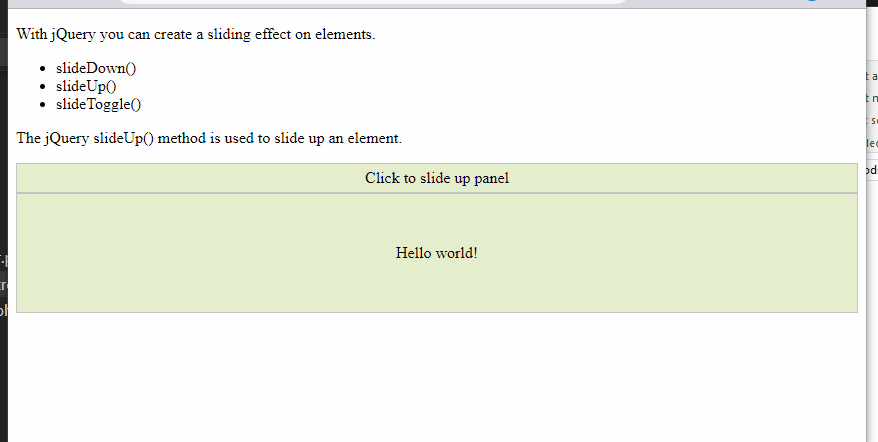 With jQuery you can create a sliding effect on elements.
slideDown()
slideUp()
slideToggle()
The jQuery slideUp() method is used to slide up an element.
Click to slide up panel
Hello world!